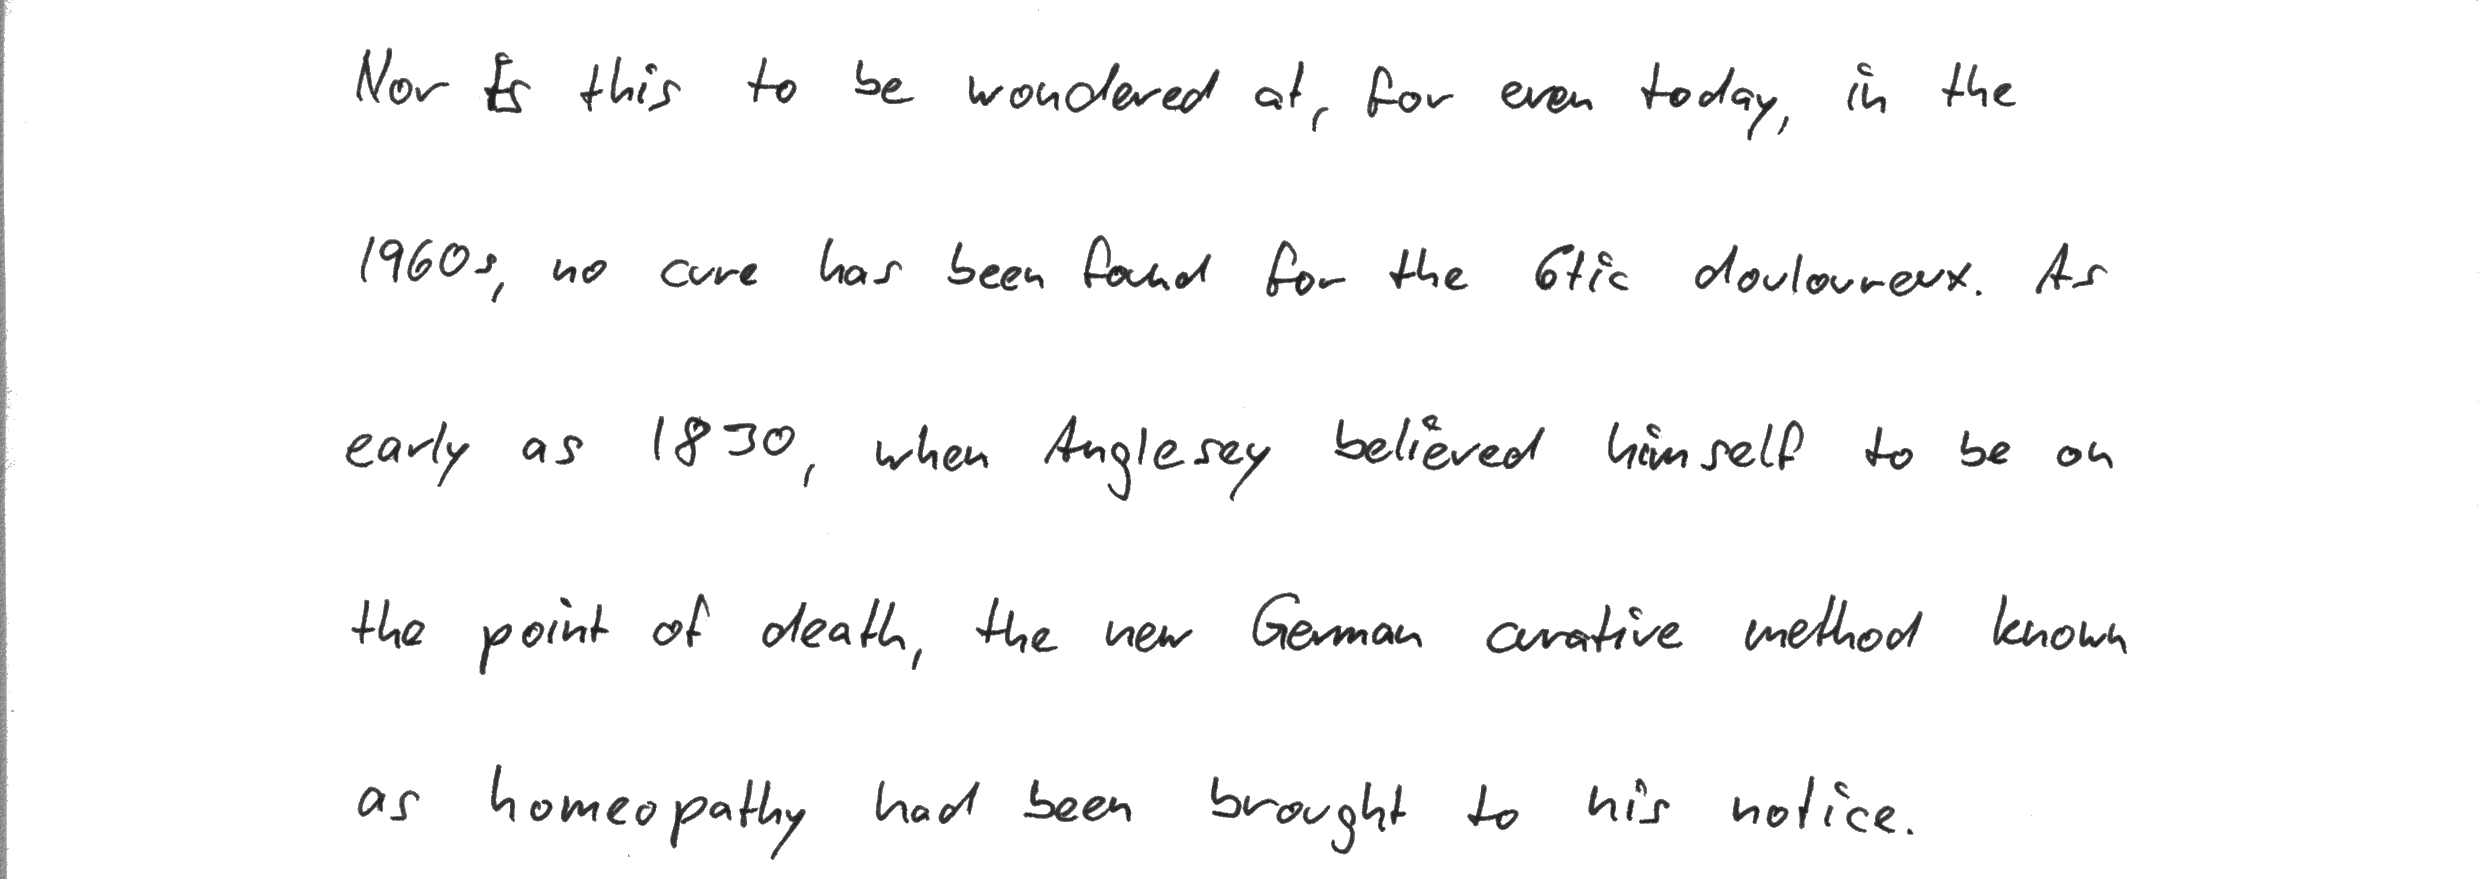 Nor is this to be wondered at, for even today, in the
1960s, no cure has been found for the 6tic douloureux. As
early as 1830, when Anglesey believed himself to be on
the point of death, the new German curative method known
as homeopathy had been brought to his notice.